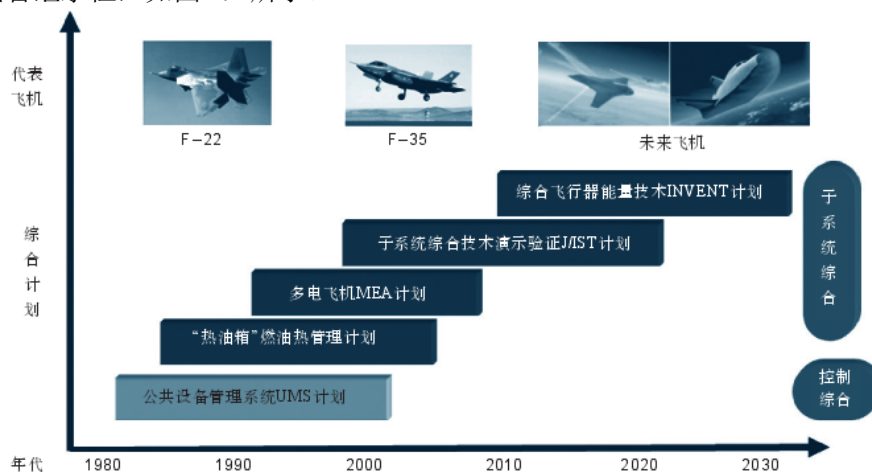 代表
飞机
F-22
F-35
未来飞机
综合飞行器能量技术INVENT计划
子系统综合技术演示验证J/IST计划
多电飞机MEA计划
“热油箱”燃油热管理计划
公共设备管理系统UMS计划
综
合
计
划
子
系
统
综
合
控制
综合
年代
1980
1990
2000
2010
2020
2030